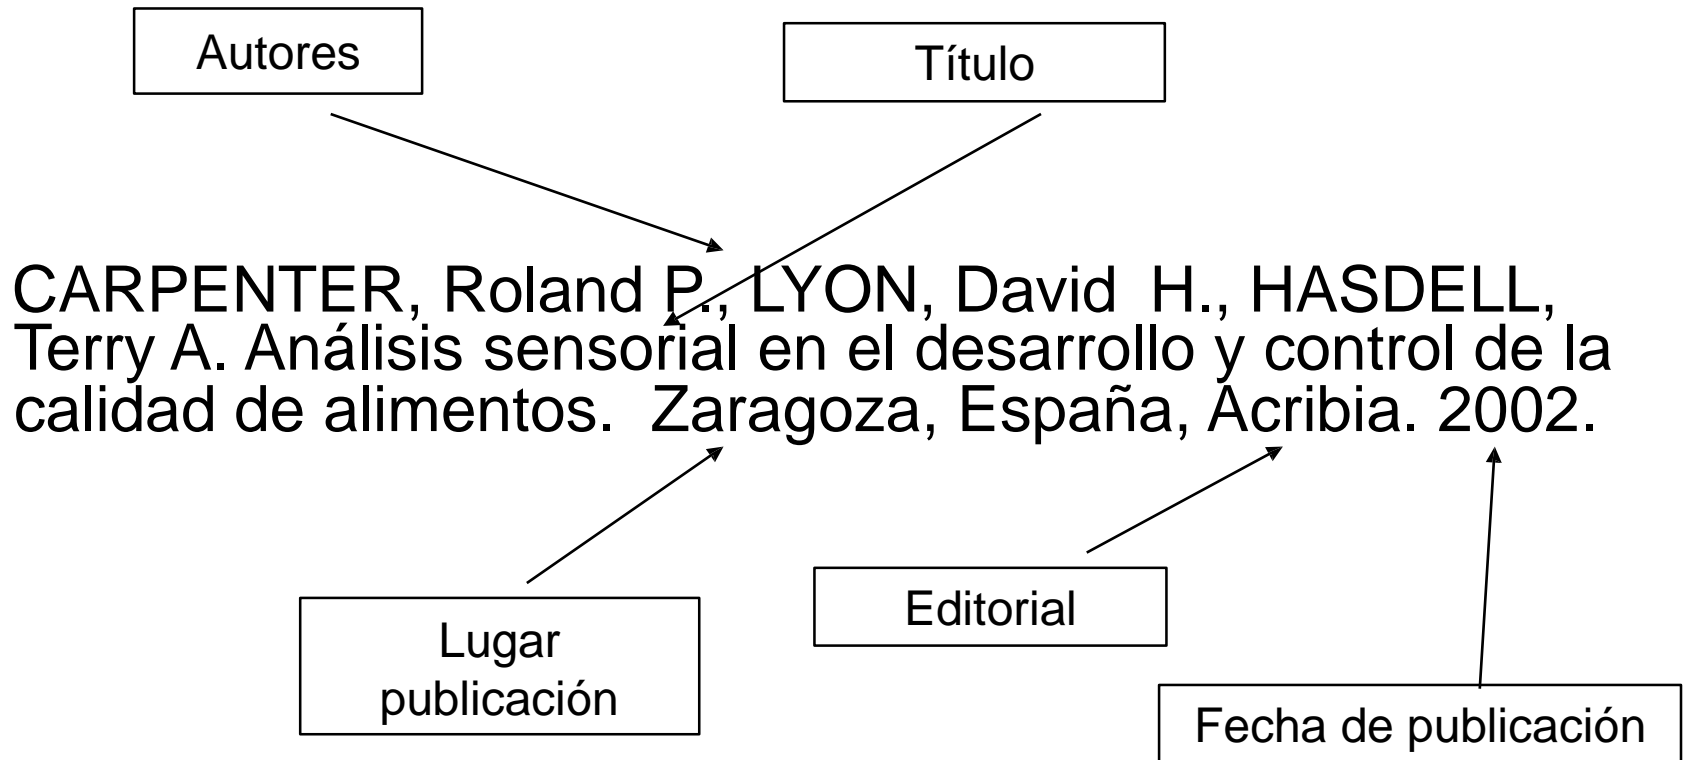 Autores
Título
CARPENTER, Roland P., LYON, David H., HASDELL,
Terry A. Análisis sensorial en el desarrollo y control de la
calidad de alimentos. Zaragoza, España, Acribia. 2002.
Lugar
publicación
Editorial
Fecha de publicación